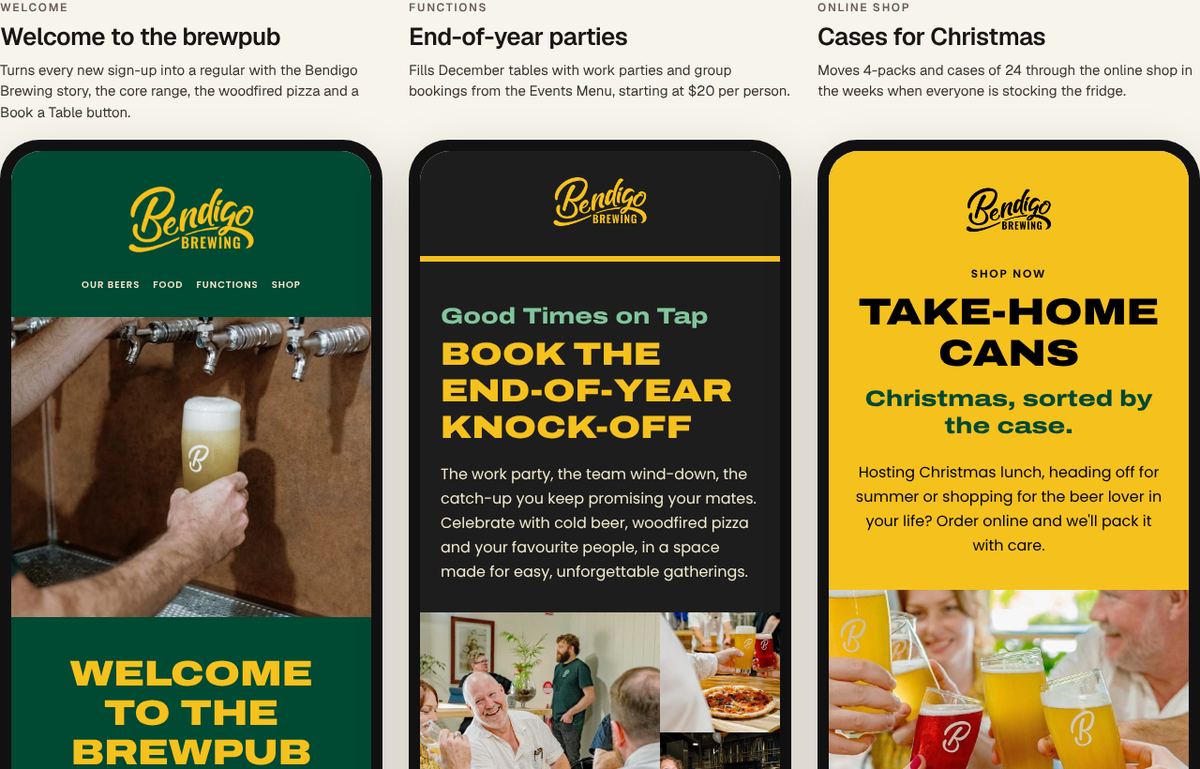 WELCOME
Welcome to the brewpub
Turns every new sign-up into a regular with the Bendigo
Brewing story, the core range, the woodfired pizza and a
Book a Table button.
Bendigo
BREWING
OUR BEERS FOOD FUNCTIONS SHOP
B
WELCOME
TO THE
BREWPUB
FUNCTIONS
End-of-year parties
Fills December tables with work parties and group
bookings from the Events Menu, starting at $20 per person.
Bendigo
BREWING
Good Times on Tap
BOOK THE
END-OF-YEAR
KNOCK-OFF
The work party, the team wind-down, the
catch-up you keep promising your mates.
Celebrate with cold beer, woodfired pizza
and your favourite people, in a space
made for easy, unforgettable gatherings.
ONLINE SHOP
Cases for Christmas
Moves 4-packs and cases of 24 through the online shop in
the weeks when everyone is stocking the fridge.
Bendigo
BREWING
SHOP NOW
TAKE-HOME
CANS
Christmas, sorted by
the case.
Hosting Christmas lunch, heading off for
summer or shopping for the beer lover in
your life? Order online and we'll pack it
with care.
B
B
B